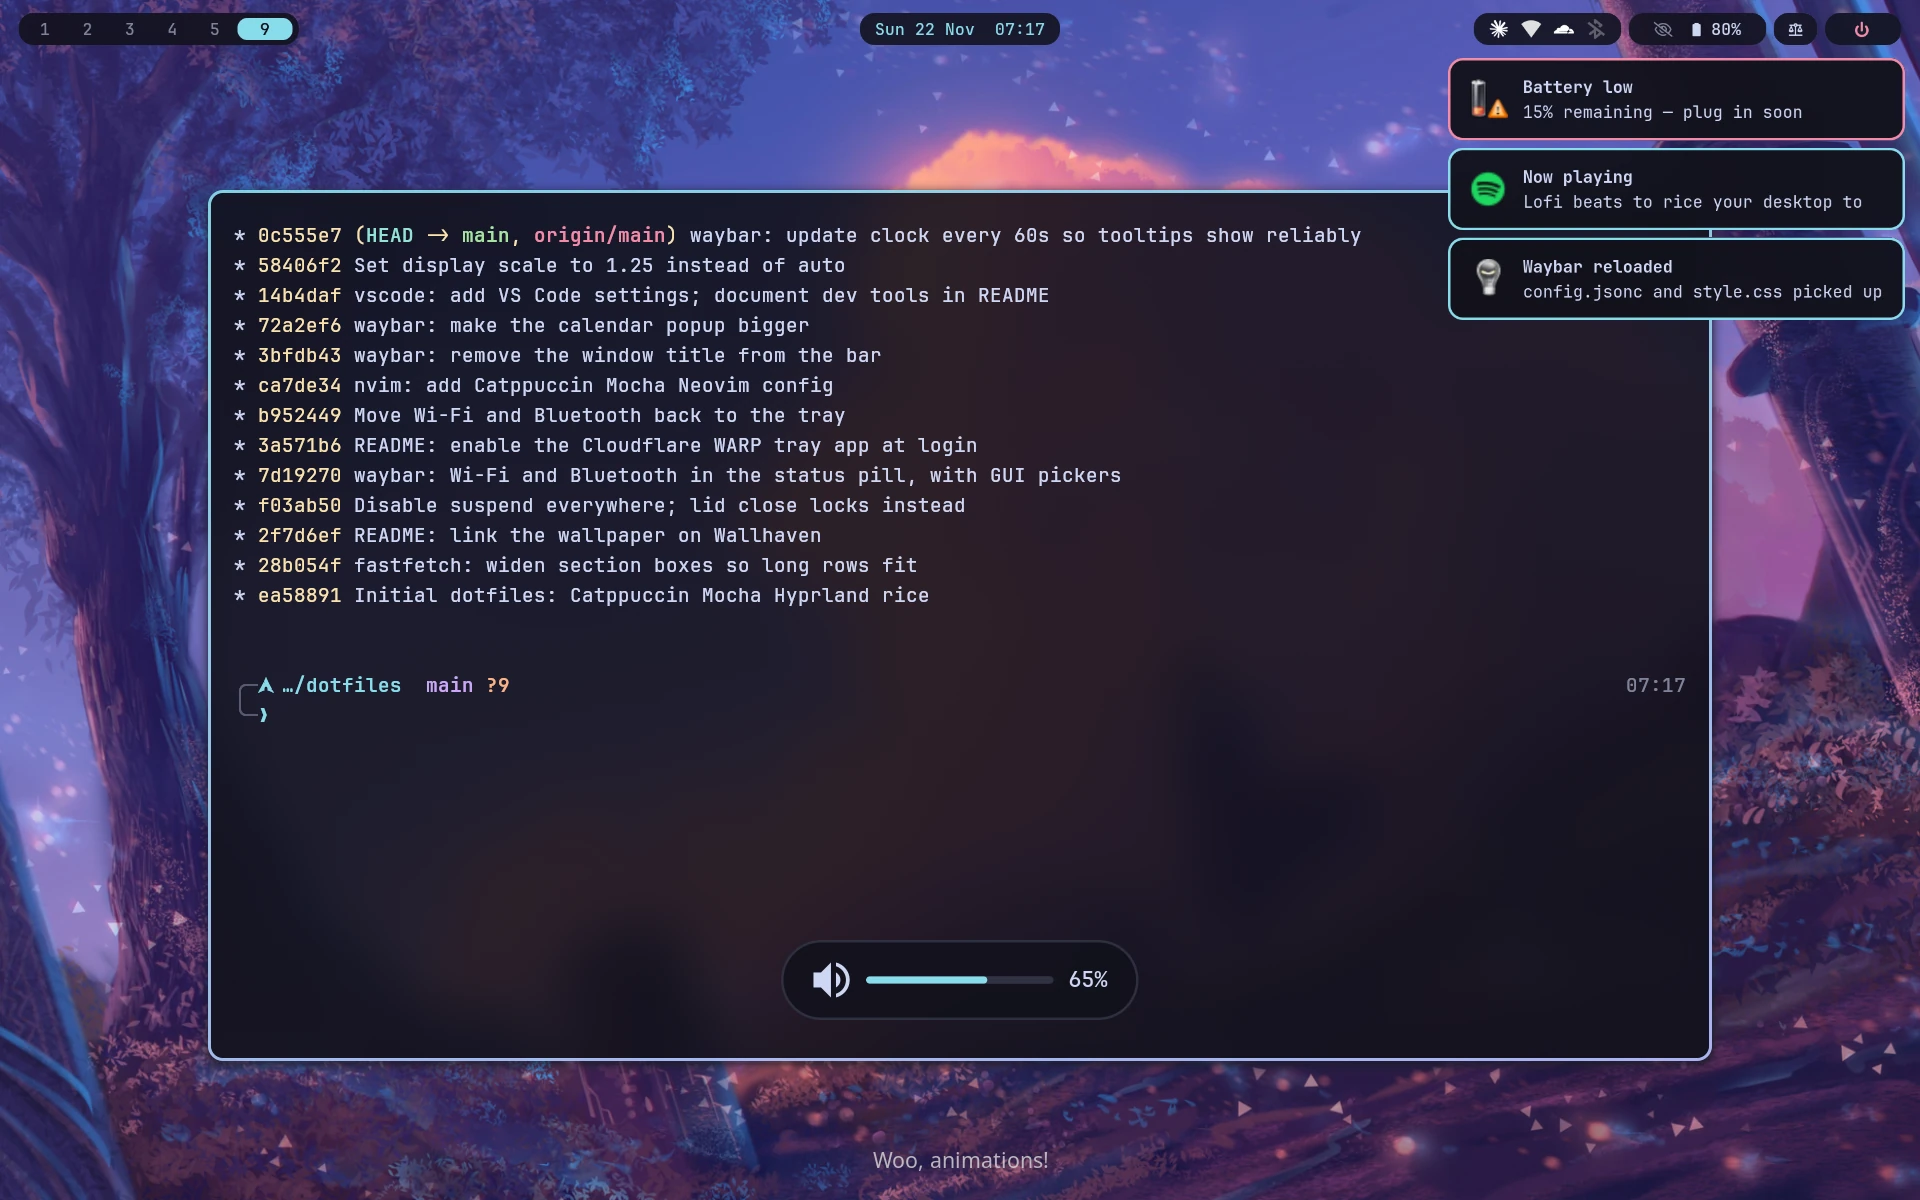 1 2 3 4 5 9
Sun 22 Nov 07:17
80%
Battery low
15% remaining — plug in soon
Now playing
Lofi beats to rice your desktop to
Waybar reloaded
config.jsonc and style.css picked up
* 0c555e7 (HEAD -> main, origin/main) waybar: update clock every 60s so tooltips show reliably
* 58406f2 Set display scale to 1.25 instead of auto
* 14b4daf vscode: add VS Code settings; document dev tools in README
* 72a2ef6 waybar: make the calendar popup bigger
* 3bfdb43 waybar: remove the window title from the bar
* ca7de34 nvim: add Catppuccin Mocha Neovim config
* b952449 Move Wi-Fi and Bluetooth back to the tray
* 3a571b6 README: enable the Cloudflare WARP tray app at login
* 7d19270 waybar: Wi-Fi and Bluetooth in the status pill, with GUI pickers
* f03ab50 Disable suspend everywhere; lid close locks instead
* 2f7d6ef README: link the wallpaper on Wallhaven
* 28b054f fastfetch: widen section boxes so long rows fit
* ea58891 Initial dotfiles: Catppuccin Mocha Hyprland rice
…/dotfiles main ?9 07:17
❯
65%
Woo, animations!